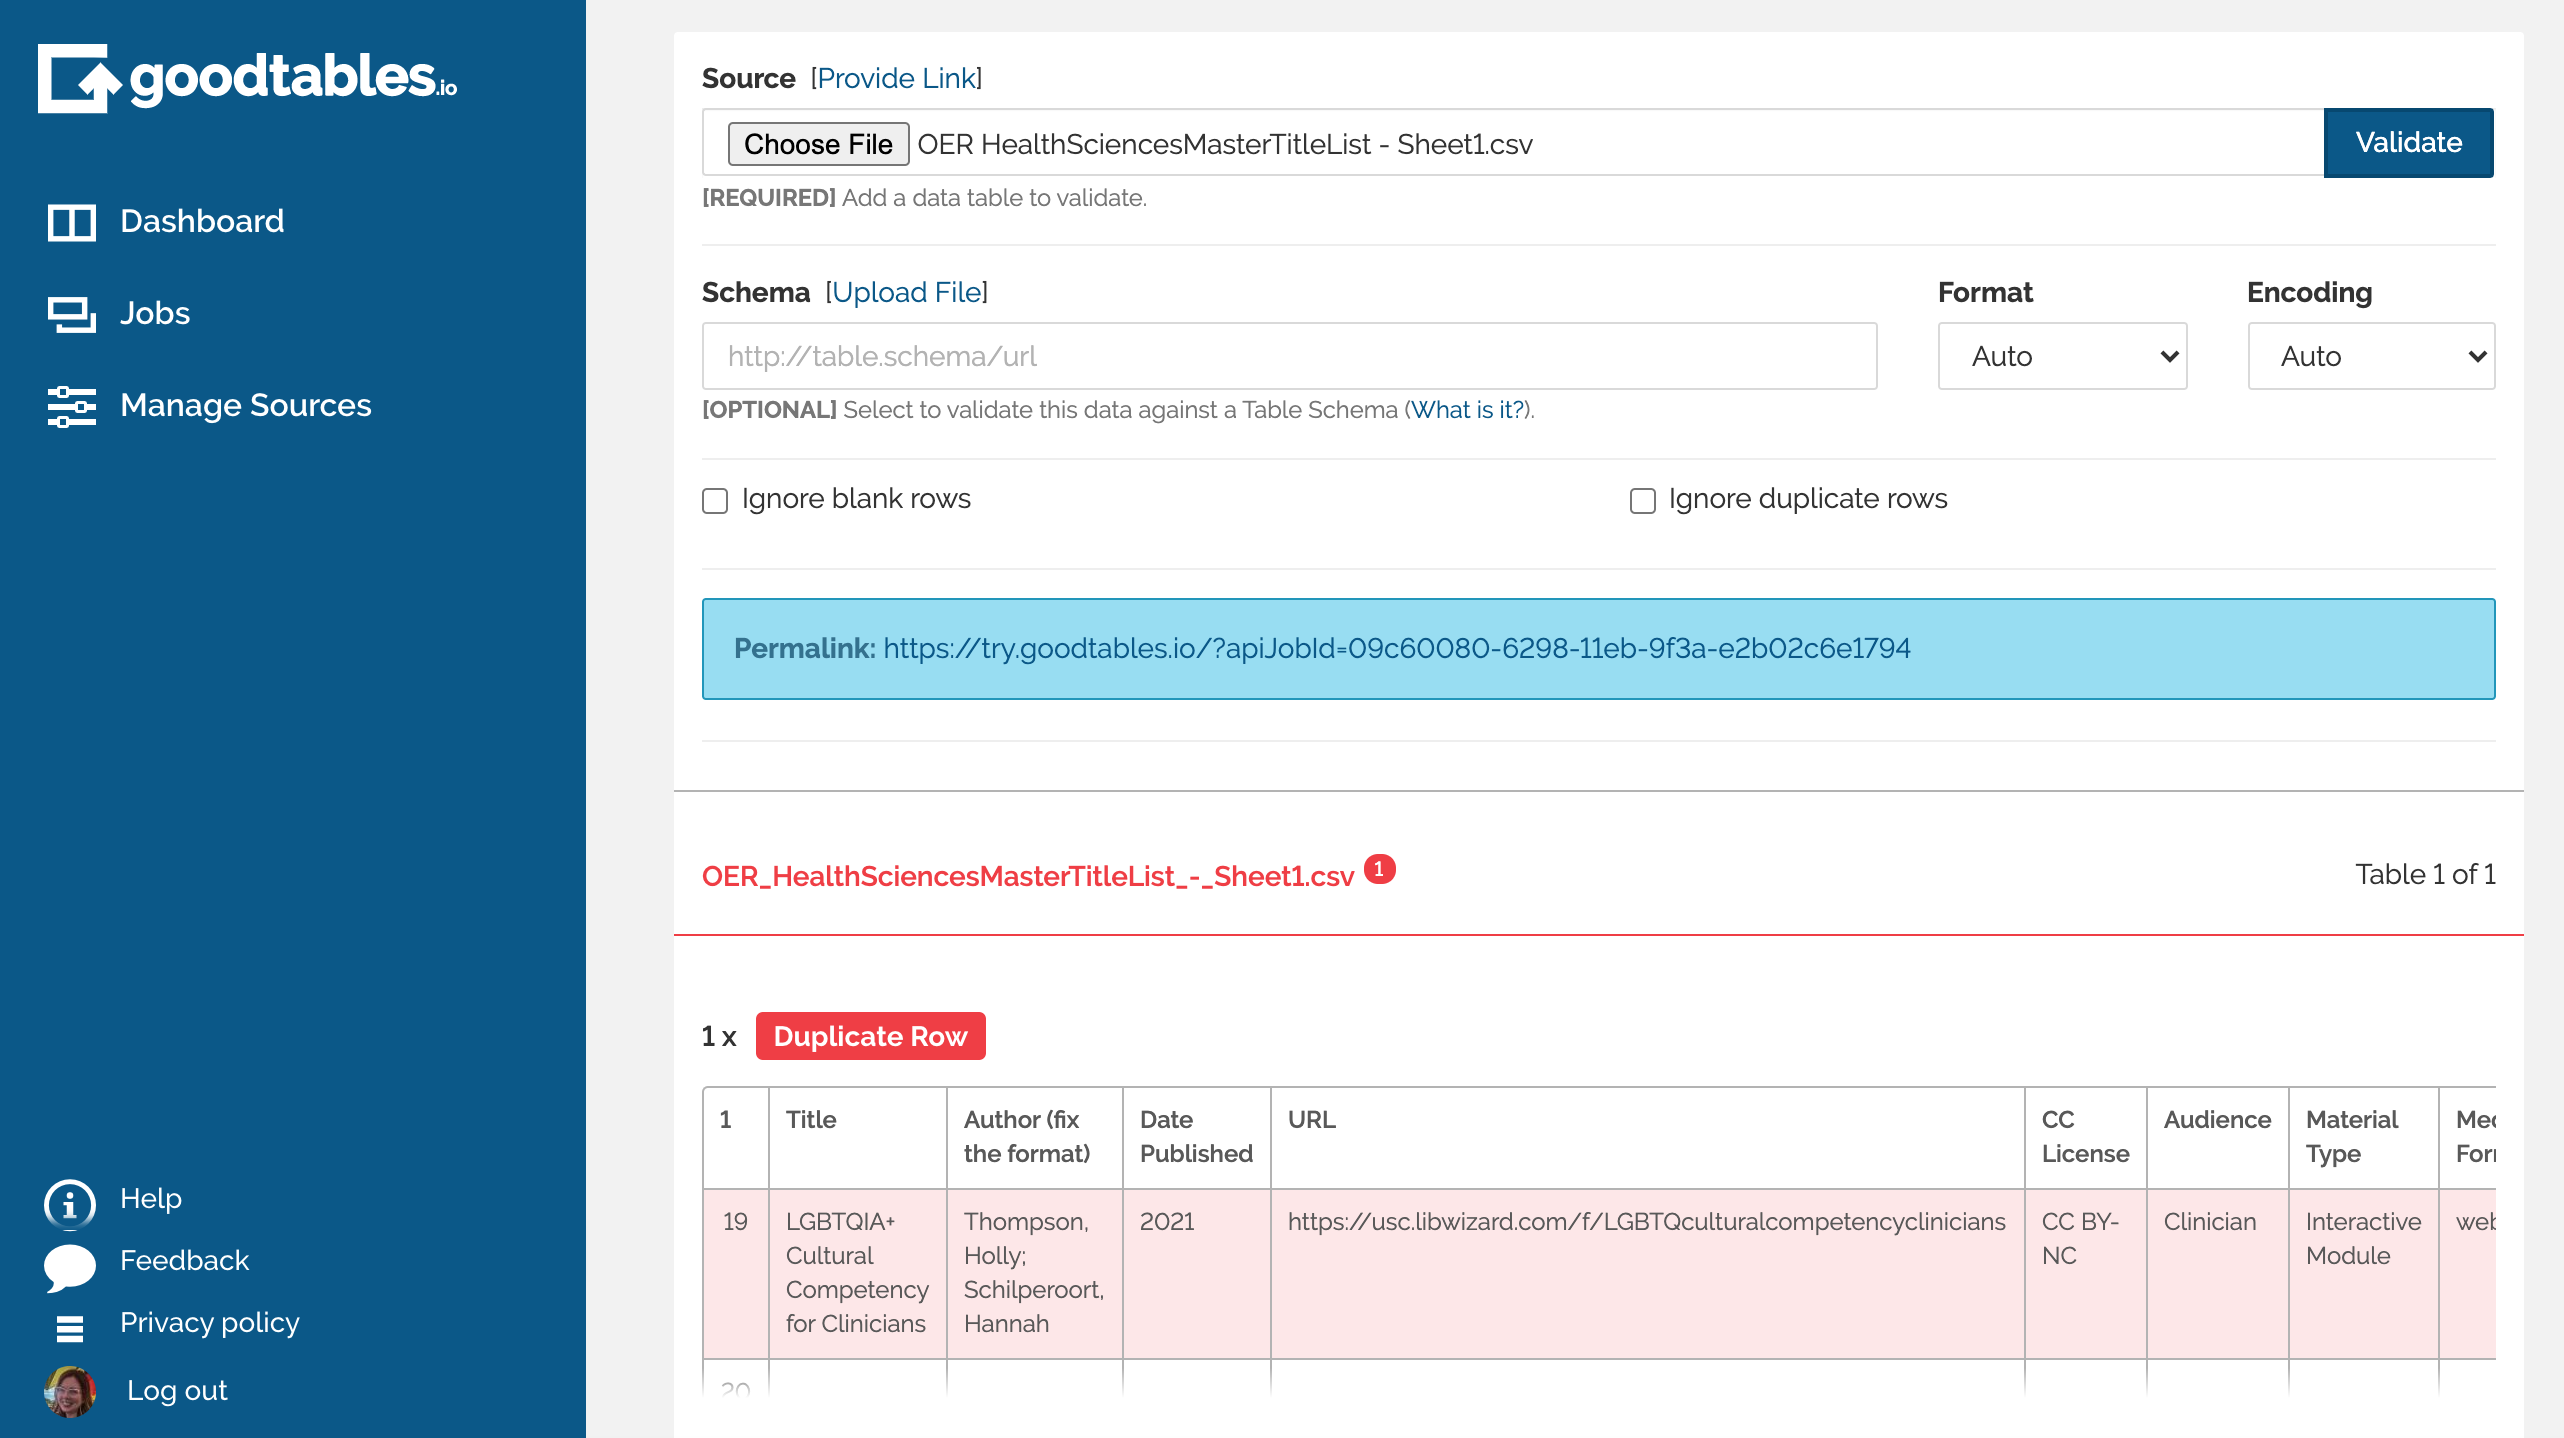 goodtables.io
Dashboard
Jobs
Manage Sources
Help
Feedback
Privacy policy
Log out
Source [Provide Link]
Choose File OER HealthSciencesMasterTitleList - Sheet1.csv
Validate
[REQUIRED] Add a data table to validate.
Schema [Upload File]
Format
Encoding
http://table.schema/url
Auto
Auto
[OPTIONAL] Select to validate this data against a Table Schema (What is it?).
Ignore blank rows
Ignore duplicate rows
Permalink: https://try.goodtables.io/?apiJobId=09c60080-6298-11eb-9f3a-e2b02c6e1794
OER_HealthSciencesMasterTitleList_-_Sheet1.csv 1
Table 1 of 1
1 x Duplicate Row
1
Title
Author (fix
the format)
Date
Published
URL
CC
License
Audience
Material
Type
19
LGBTQIA+
Cultural
Competency
for Clinicians
Thompson,
Holly;
Schilperoort,
Hannah
2021
https://usc.libwizard.com/f/LGBTQculturalcompetencyclinicians
CC BY-
NC
Clinician
Interactive
Module
20